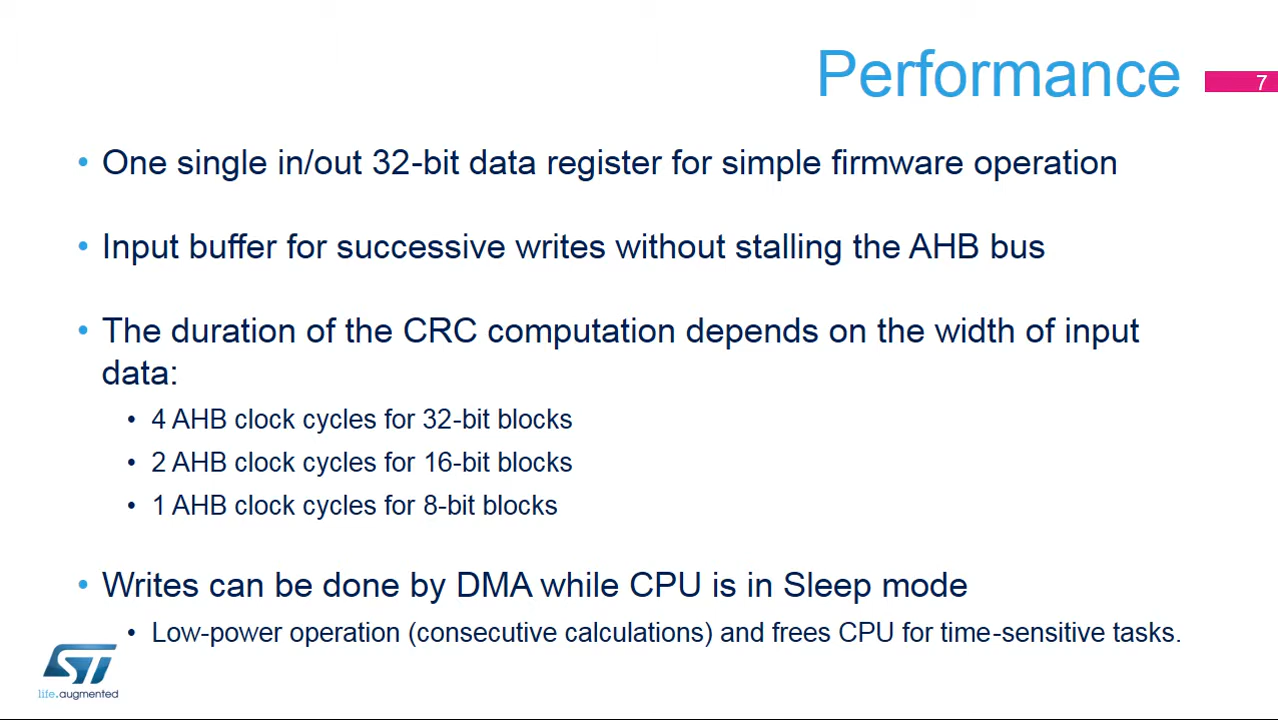 Performance
7
• One single in/out 32-bit data register for simple firmware operation
• Input buffer for successive writes without stalling the AHB bus
• The duration of the CRC computation depends on the width of input
data:
• 4 AHB clock cycles for 32-bit blocks
• 2 AHB clock cycles for 16-bit blocks
• 1 AHB clock cycles for 8-bit blocks
• Writes can be done by DMA while CPU is in Sleep mode
• Low-power operation (consecutive calculations) and frees CPU for time-sensitive tasks.
ST
life.augmented